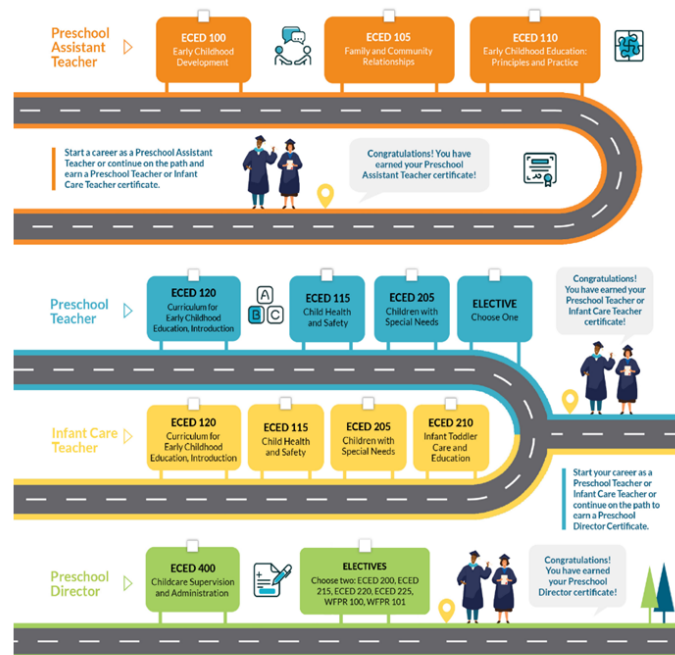 Preschool
Assistant
Teacher
ECED 100
Early Childhood
Development
ECED 105
Family and Community
Relationships
ECED 110
Early Childhood Education:
Principles and Practice
Start a career as a Preschool Assistant
Teacher or continue on the path and
earn a Preschool Teacher or Infant
Care Teacher certificate.
Congratulations! You have
earned your Preschool
Assistant Teacher certificate!
Preschool
Teacher
ECED 120
Curriculum for
Early Childhood
Education, Introduction
A
B C
ECED 115
Child Health
and Safety
ECED 205
Children with
Special Needs
ELECTIVE
Choose One
Congratulations!
You have earned your
Preschool Teacher or
Infant Care Teacher
certificate!
Infant Care
Teacher
ECED 120
Curriculum for
Early Childhood
Education, Introduction
ECED 115
Child Health
and Safety
ECED 205
Children with
Special Needs
ECED 210
Infant Toddler
Care and
Education
Start your career as a
Preschool Teacher or
Infant Care Teacher or
continue on the path to
earn a Preschool
Director Certificate.
Preschool
Director
ECED 400
Childcare Supervision
and Administration
ELECTIVES
Choose two: ECED 200, ECED
215, ECED 220, ECED 225,
WFPR 100, WFPR 101
Congratulations!
You have earned
your Preschool
Director certificate!